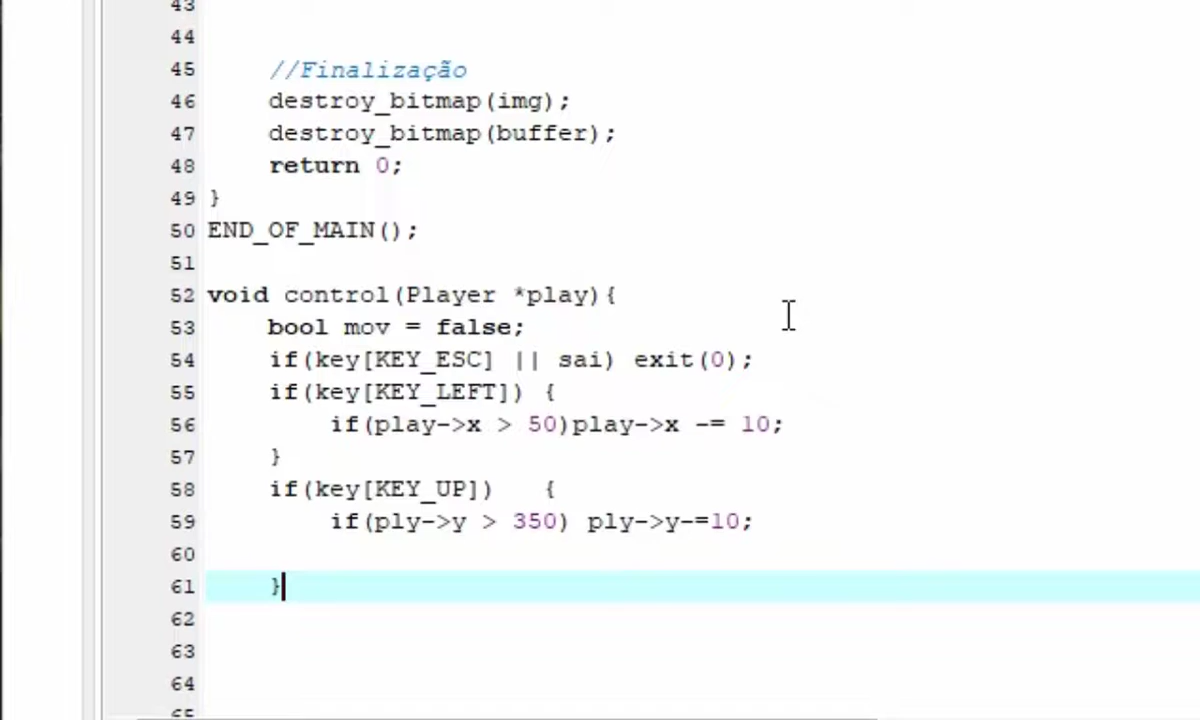 43
44
45 //Finalização
46 destroy_bitmap(img);
47 destroy_bitmap(buffer);
48 return 0;
49 }
50 END_OF_MAIN();
51
52 void control(Player *play){
53 bool mov = false;
54 if(key[KEY_ESC] || sai) exit(0);
55 if(key[KEY_LEFT]) {
56 if(play->x > 50)play->x -= 10;
57 }
58 if(key[KEY_UP]) {
59 if(ply->y > 350) ply->y-=10;
60
61 }
62
63
64
65